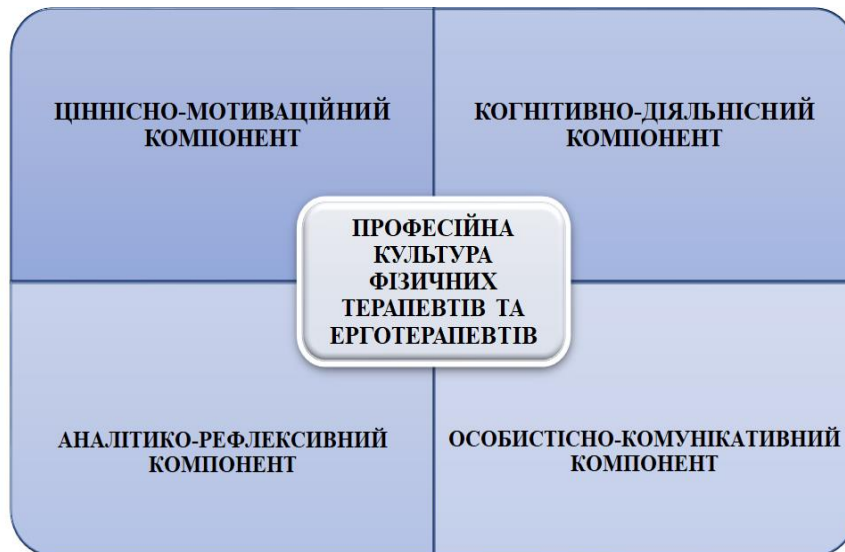 ЦІННІСНО-МОТИВАЦІЙНИЙ
КОМПОНЕНТ
КОГНІТИВНО-ДІЯЛЬНІСНИЙ
КОМПОНЕНТ
ПРОФЕСІЙНА
КУЛЬТУРА
ФІЗИЧНИХ
ТЕРАПЕВТІВ ТА
ЕРГОТЕРАПЕВТІВ
АНАЛІТИКО-РЕФЛЕКСИВНИЙ
КОМПОНЕНТ
ОСОБИСТІСНО-КОМУНІКАТИВНИЙ
КОМПОНЕНТ